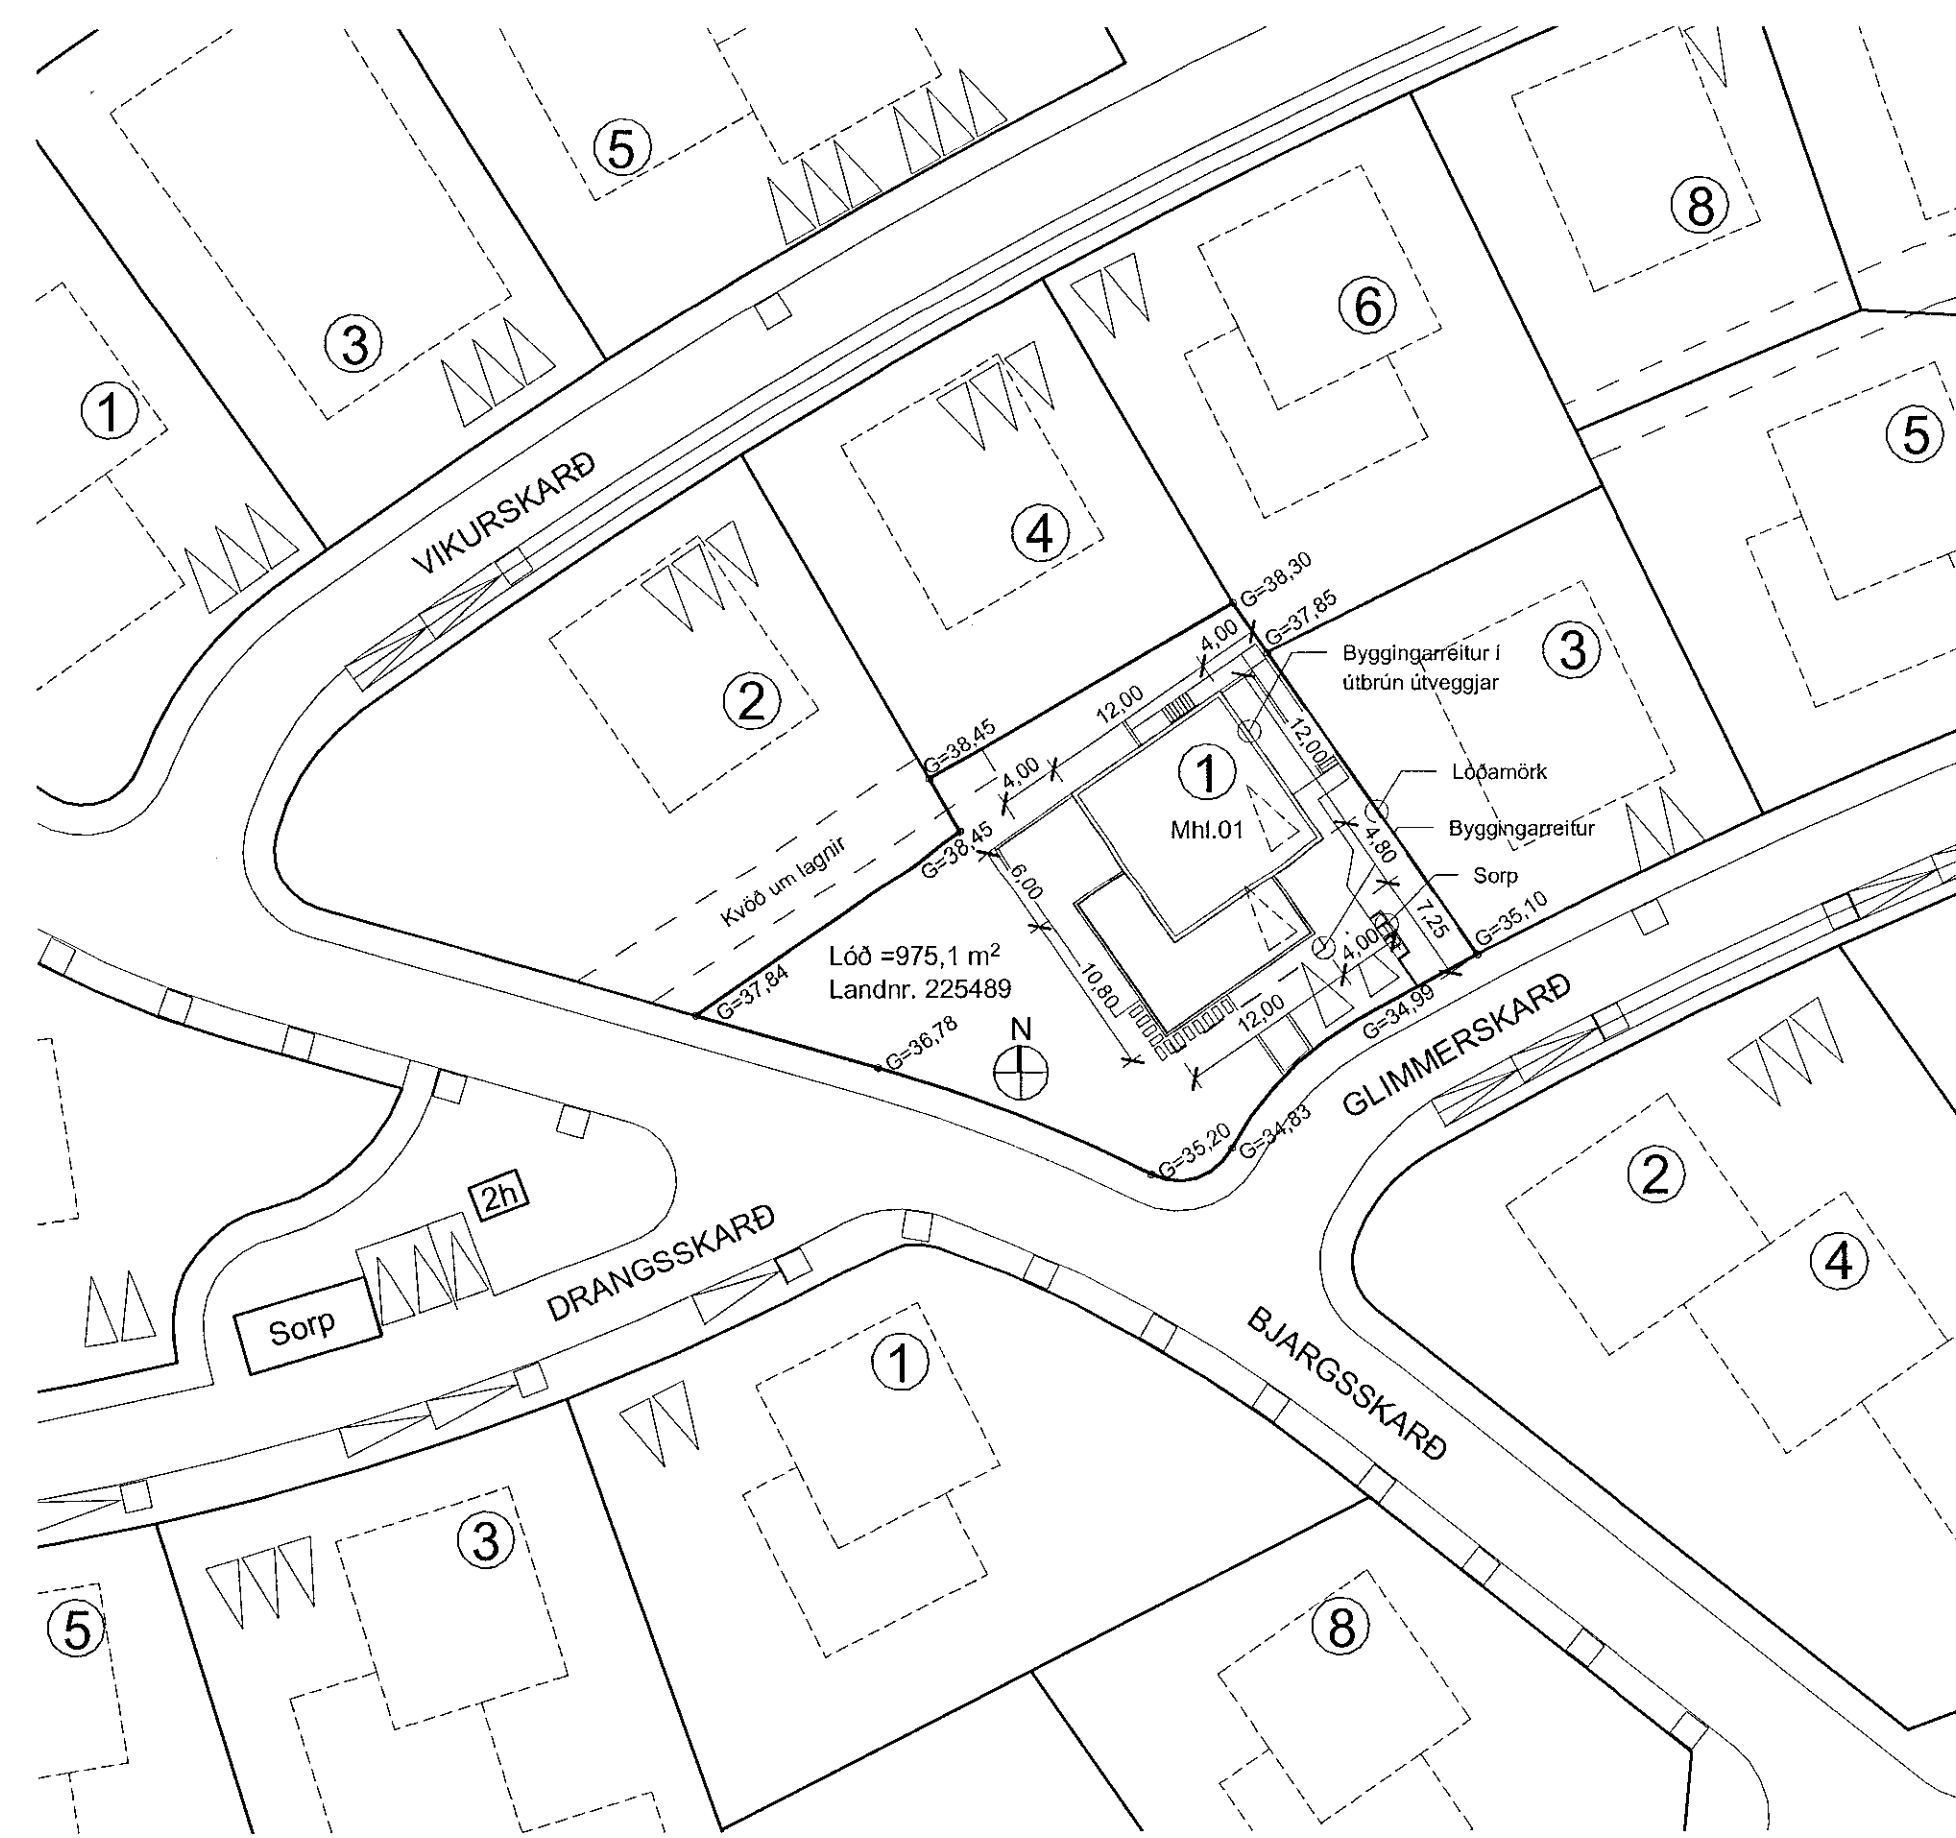 5
8
3
6
1
5
VIKURSKARÐ
4
G=38,30
G=37,85
4,00
Byggingarreitur í
útbrún útveggjar
3
2
12,00
G=38,45
12,00
4,00
1
Lóðamörk
Mhl.01
Byggingarreitur
4,80
G=38,45
6,00
Kvöð um lagnir
Sorp
7,25
G=35,10
4,00
Lóð =975,1 m²
Landnr. 225489
10,80
G=37,84
12,00
G=34,99
N
G=36,78
GLIMMERSKARÐ
G=35,20
G=34,83
2
2h
4
DRANGSSKARÐ
Sorp
1
BJARGSSKARÐ
3
5
8